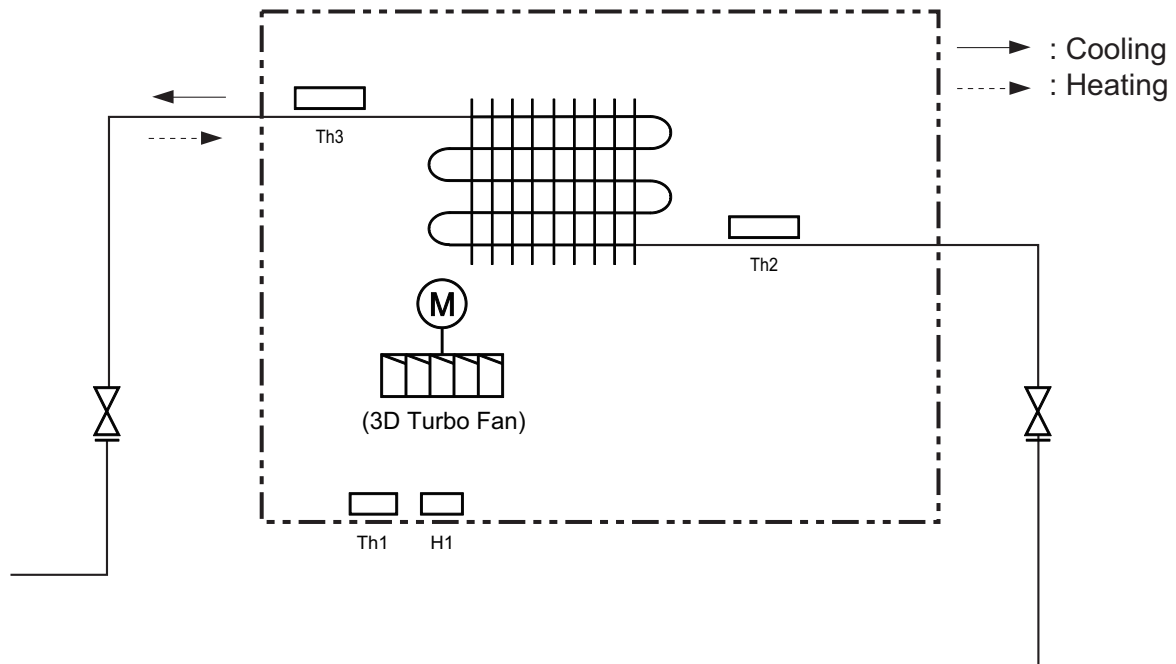 : Cooling
: Heating
Th3
Th2
M
(3D Turbo Fan)
Th1
H1